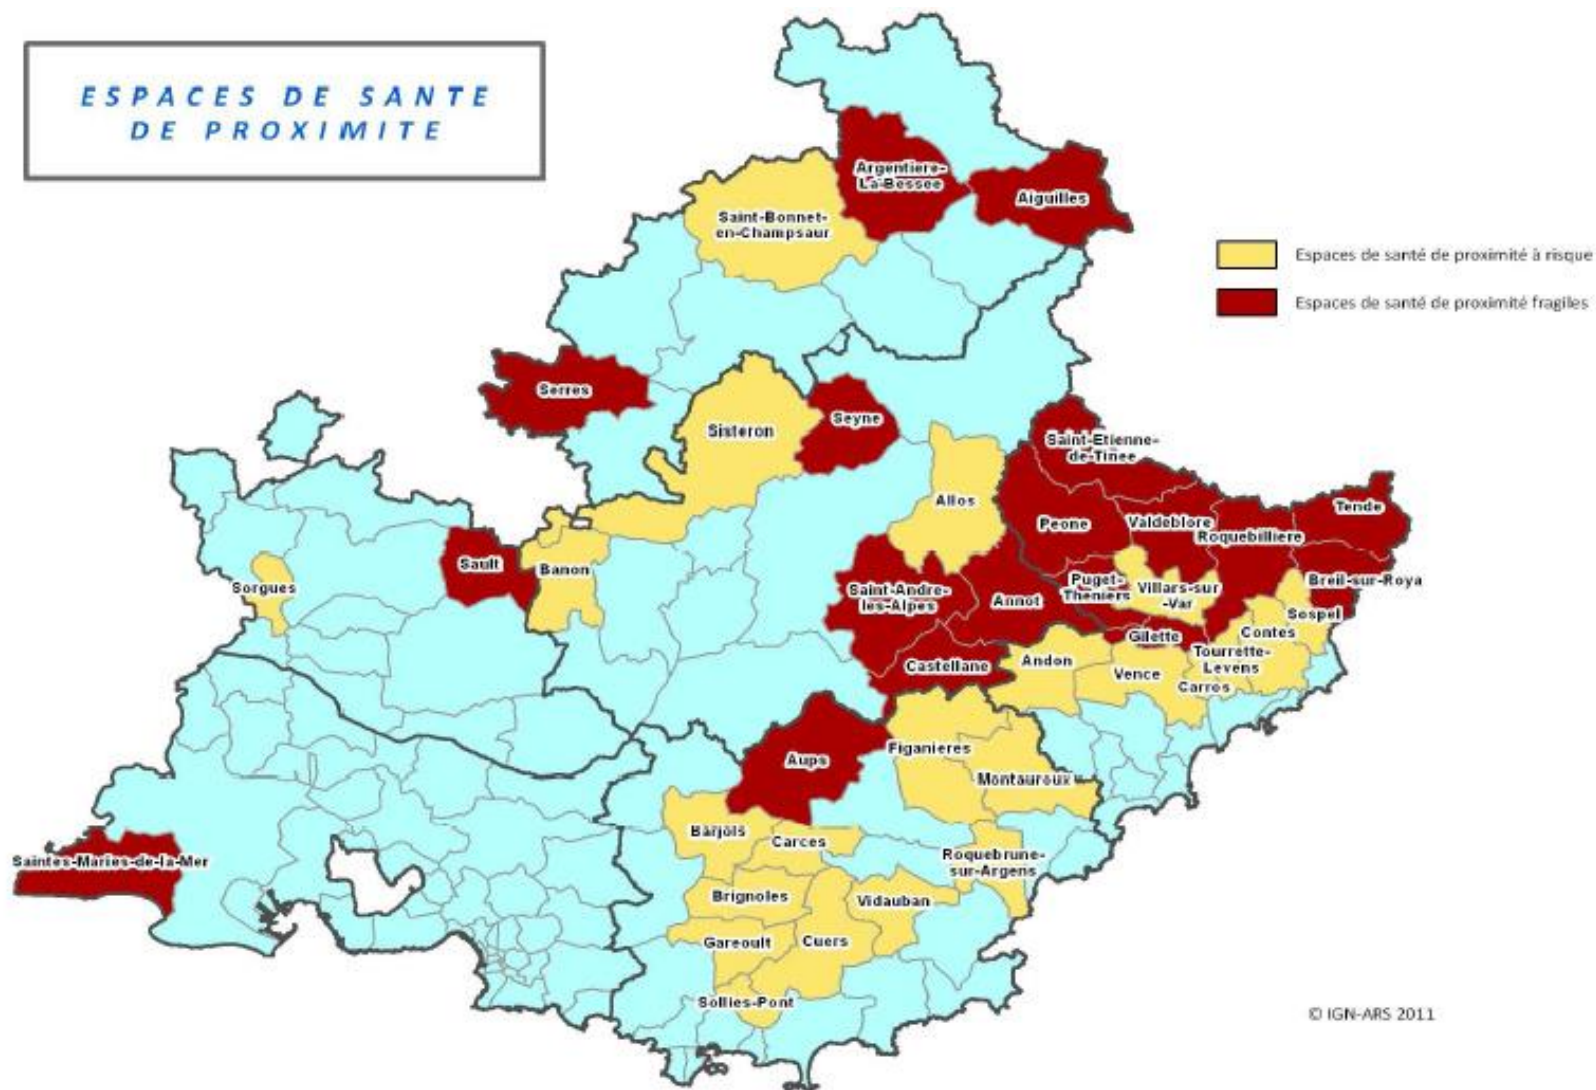 ESPACES DE SANTE
DE PROXIMITE
Argentiere-
La-Bessee
Aiguilles
Saint-Bonnet-
en-Champsaur
Espaces de santé de proximité à risque
Espaces de santé de proximité fragiles
Serres
Seyne
Sisteron
Saint-Etienne-
de-Tinee
Allos
Peone
Valdeblore
Roquebilliere
Tende
Sault
Banon
Sorgues
Saint-Andre-
les-Alpes
Annot
Puget-
Theniers
Villars-sur
-Var
Breil-sur-Roya
Sospel
Contes
Gilette
Tourrette-
Levens
Castellane
Andon
Vence
Carros
Aups
Figanieres
Montauroux
Barjols
Carces
Saintes-Maries-de-la-Mer
Roquebrune-
sur-Argens
Brignoles
Vidauban
Gareoult
Cuers
Sollies-Pont
© IGN-ARS 2011